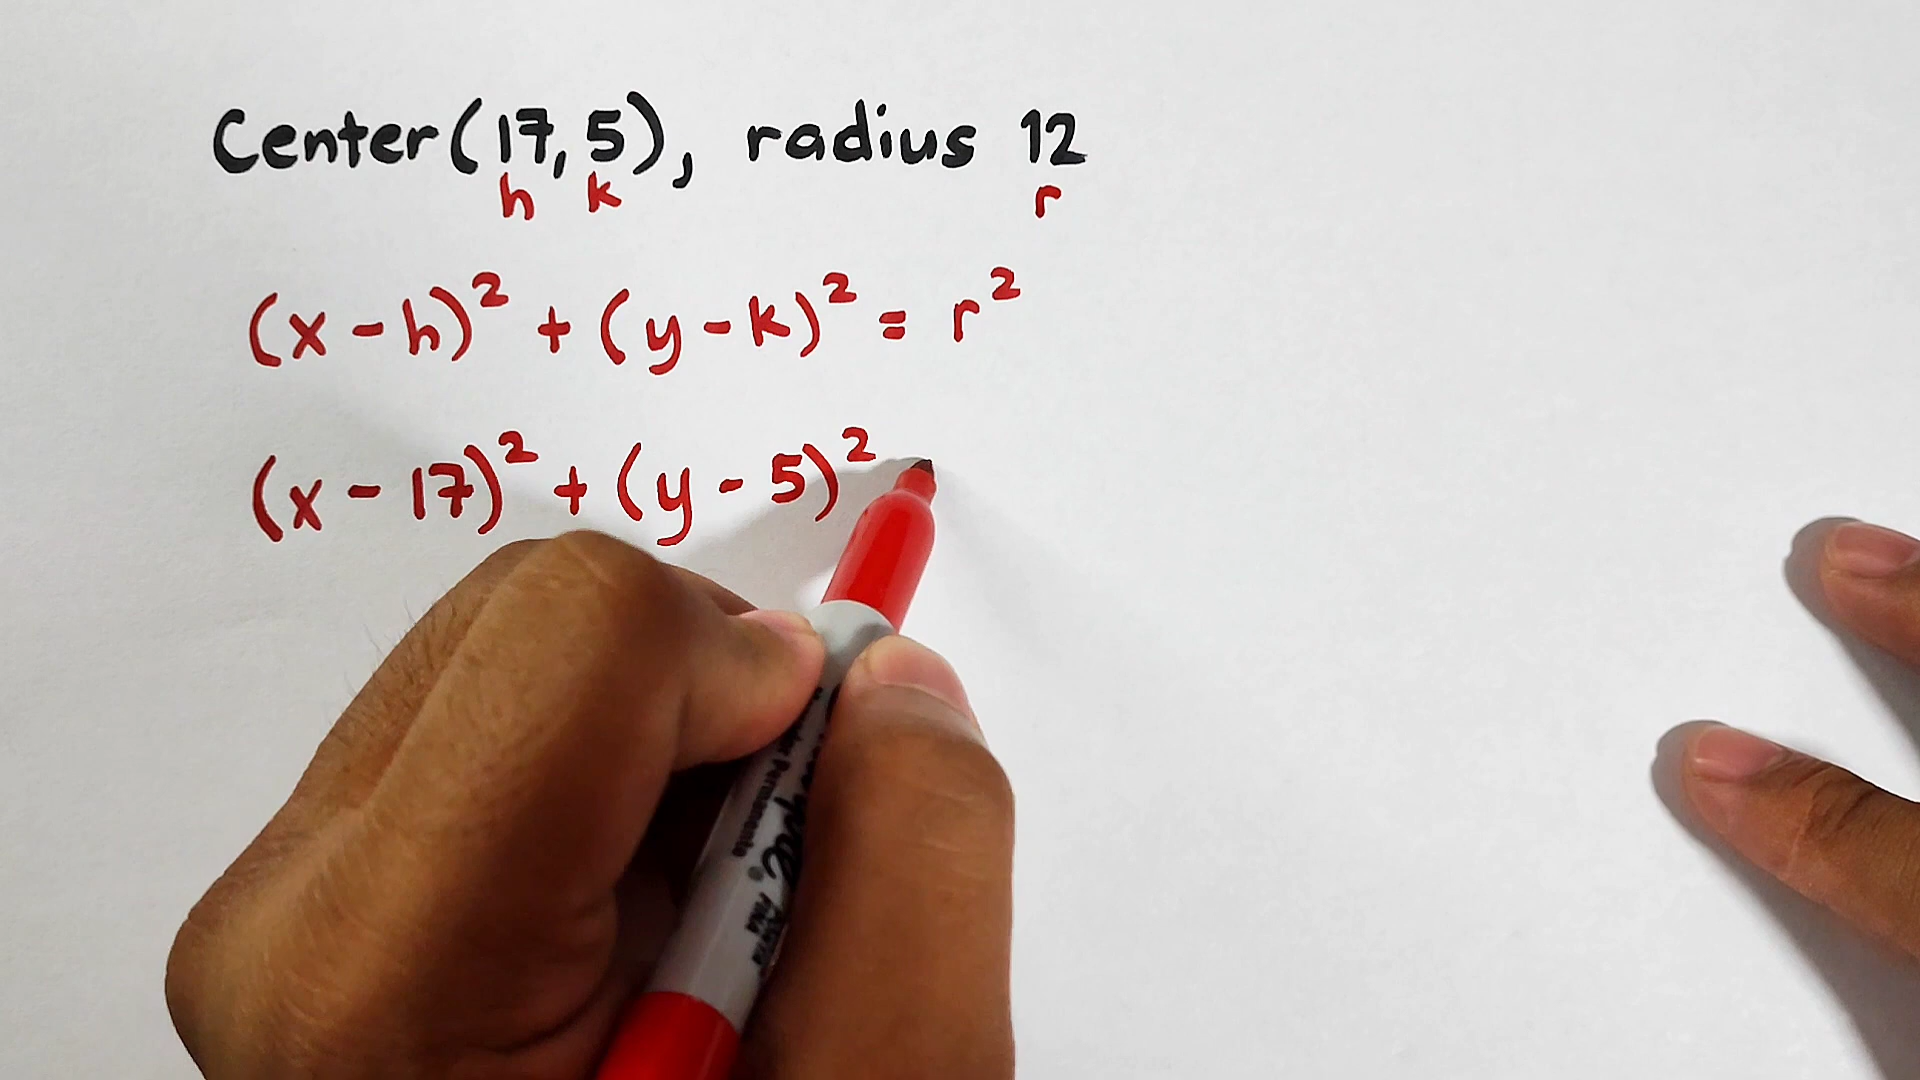 Center(17,5), radius 12
h k r
(x-h)² + (y-k)² = r²
(x-17)² + (y-5)²